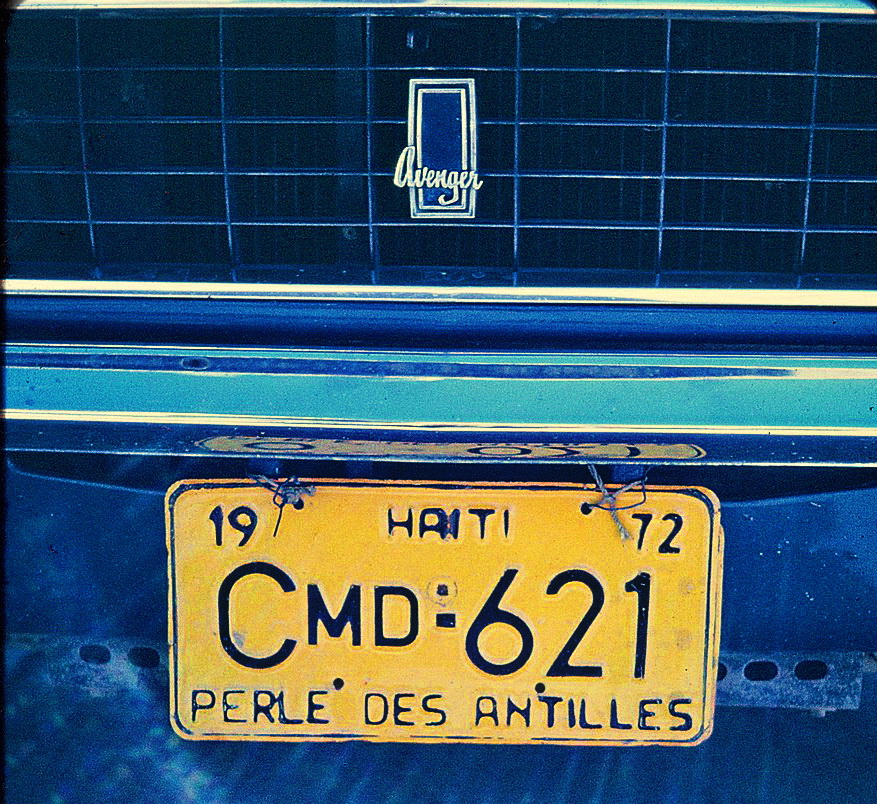 Avenger
19 HAITI 72
CMD-621
PERLE DES ANTILLES